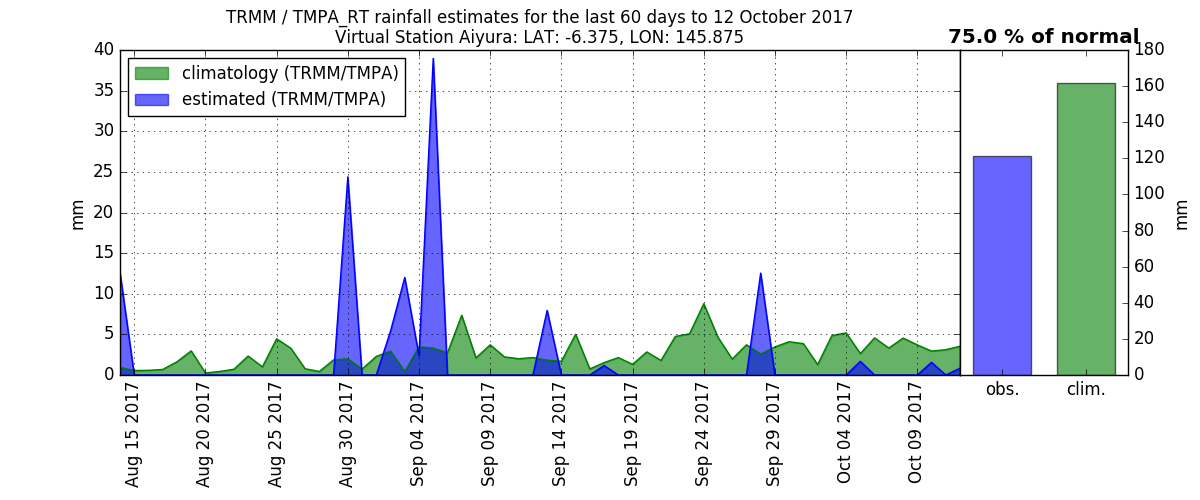 TRMM / TMPA_RT rainfall estimates for the last 60 days to 12 October 2017
Virtual Station Aiyura: LAT: -6.375, LON: 145.875
75.0 % of normal
climatology (TRMM/TMPA)
estimated (TRMM/TMPA)
40
35
30
25
20
15
10
5
0
mm
Aug 15 2017
Aug 20 2017
Aug 25 2017
Aug 30 2017
Sep 04 2017
Sep 09 2017
Sep 14 2017
Sep 19 2017
Sep 24 2017
Sep 29 2017
Oct 04 2017
Oct 09 2017
obs.
clim.
180
160
140
120
100
80
60
40
20
0
mm